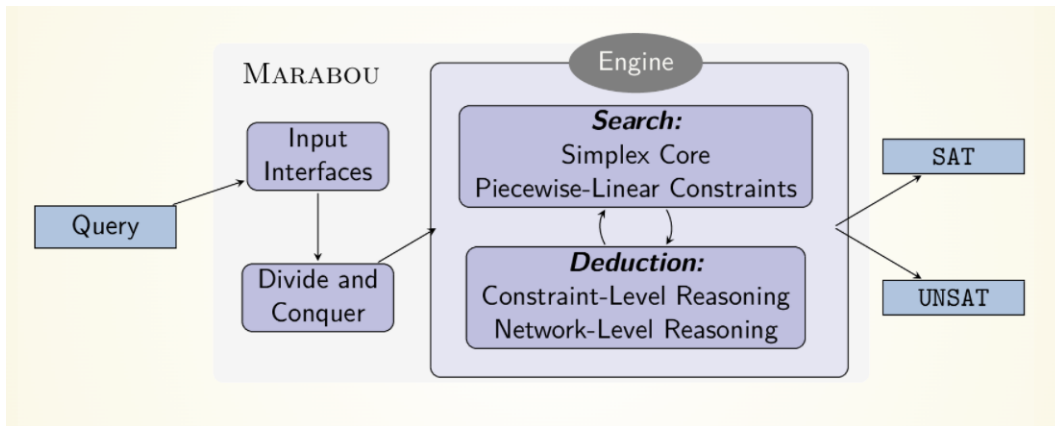 MARABOU
Engine
Input
Interfaces
Search:
Simplex Core
Piecewise-Linear Constraints
SAT
Query
Divide and
Conquer
Deduction:
Constraint-Level Reasoning
Network-Level Reasoning
UNSAT